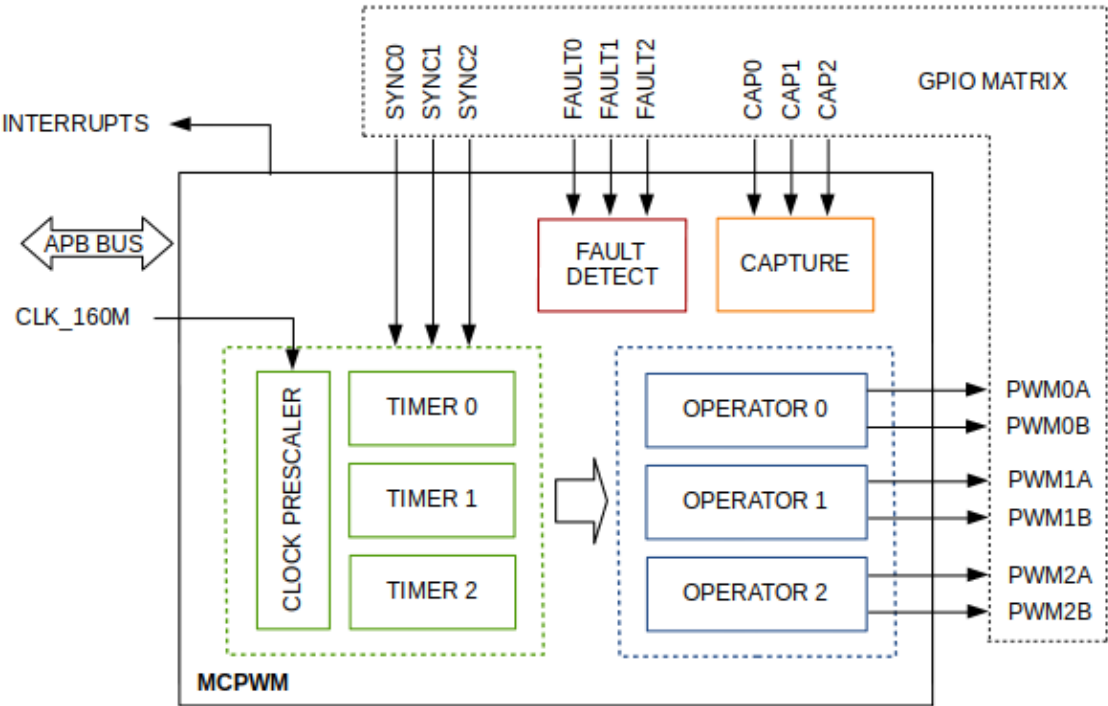 SYNC0
SYNC1
SYNC2
FAULT0
FAULT1
FAULT2
CAP0
CAP1
CAP2
GPIO MATRIX
INTERRUPTS
APB BUS
FAULT
DETECT
CAPTURE
CLK_160M
CLOCK PRESCALER
TIMER 0
TIMER 1
TIMER 2
OPERATOR 0
OPERATOR 1
OPERATOR 2
PWM0A
PWM0B
PWM1A
PWM1B
PWM2A
PWM2B
MCPWM